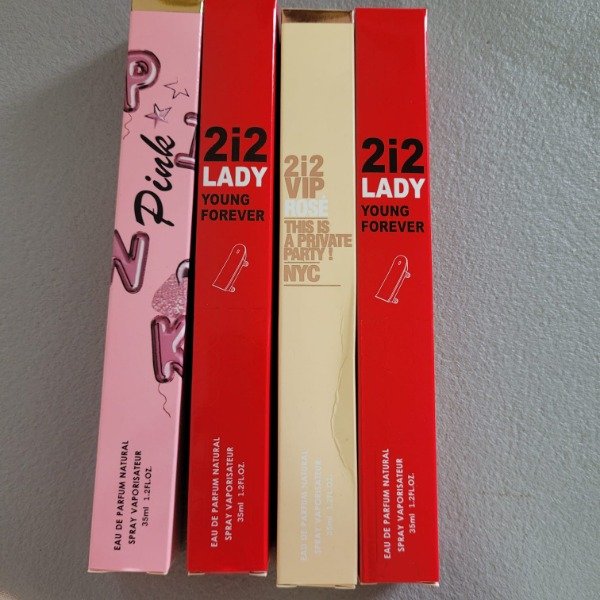 Pink
P
I
N
K
EAU DE PARFUM NATURAL
SPRAY VAPORISATEUR
35ml 1.2FL.OZ.
2i2
LADY
YOUNG
FOREVER
EAU DE PARFUM NATURAL
SPRAY VAPORISATEUR
35ml 1.2FL.OZ
2i2
VIP
ROSÉ
THIS IS
A PRIVATE
PARTY !
NYC
EAU DE PARFUM NATURAL
SPRAY VAPORISATEUR
35ml 1.2FL.OZ
2i2
LADY
YOUNG
FOREVER
EAU DE PARFUM NATURAL
SPRAY VAPORISATEUR
35ml 1.2FL.OZ